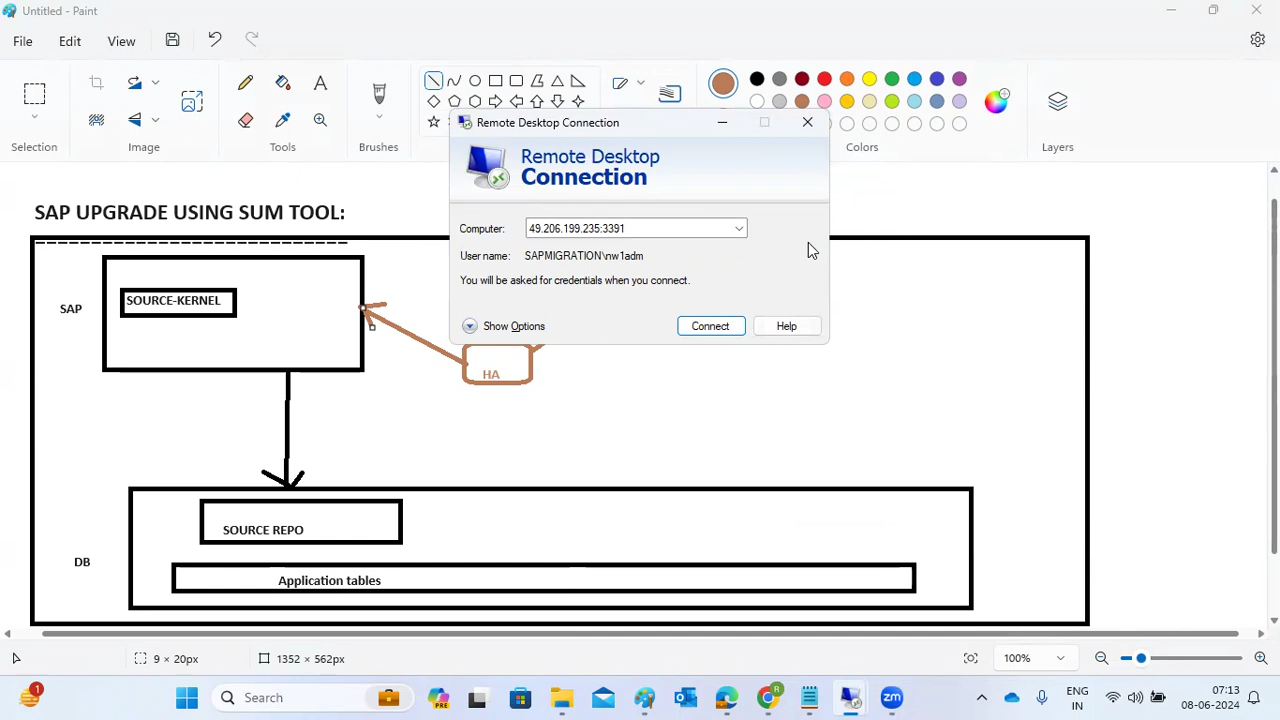 Untitled - Paint
File
Edit
View
Selection
Image
Tools
Brushes
Colors
Layers
Remote Desktop Connection
Remote Desktop
Connection
Computer:
49.206.199.235:3391
User name:
SAPMIGRATION\nw1adm
You will be asked for credentials when you connect.
Show Options
Connect
Help
SAP UPGRADE USING SUM TOOL:
SAP
SOURCE-KERNEL
HA
SOURCE REPO
DB
Application tables
9 × 20px
1352 × 562px
100%
1
Search
PRE
R
zm
ENG
IN
07:13
08-06-2024